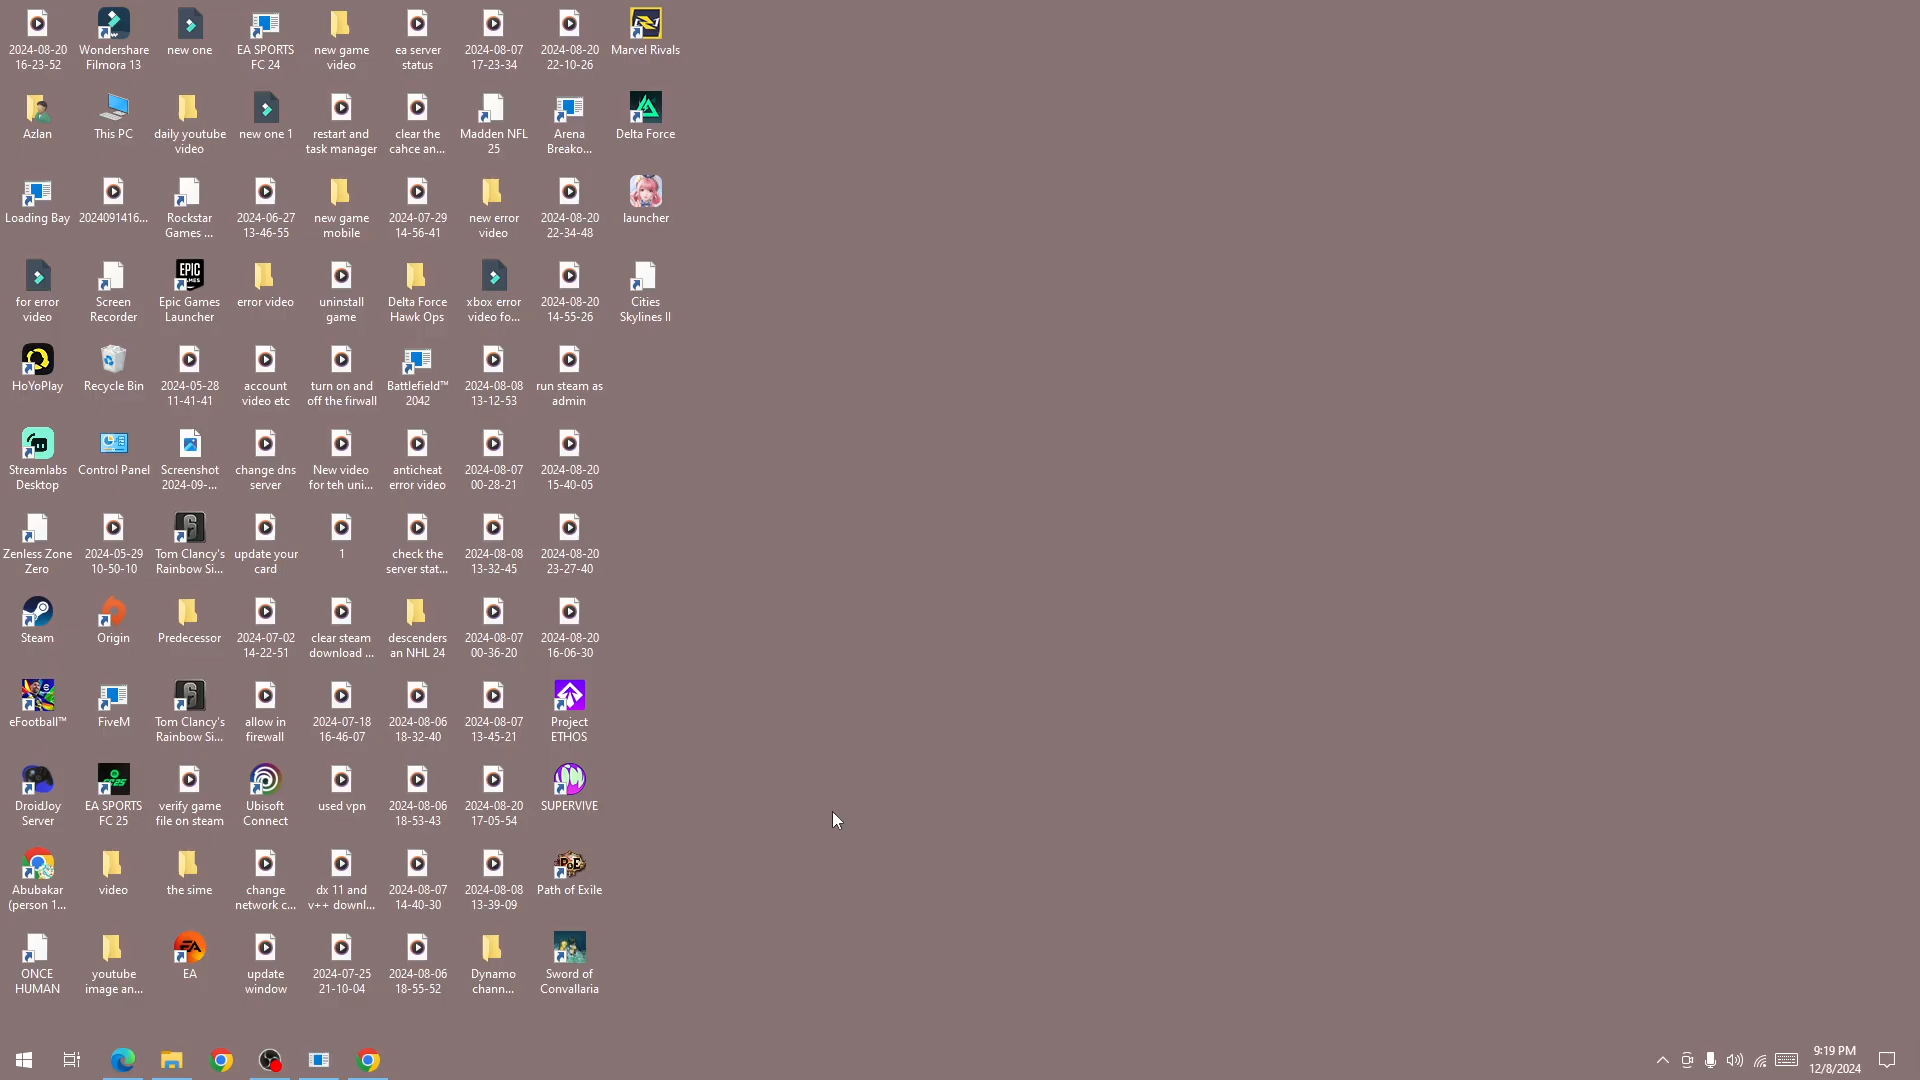 2024-08-20
16-23-52
Wondershare
Filmora 13
new one
EA SPORTS
FC 24
new game
video
ea server
status
2024-08-07
17-23-34
2024-08-20
22-10-26
Marvel Rivals
Azlan
This PC
daily youtube
video
new one 1
restart and
task manager
clear the
cahce an...
Madden NFL
25
Arena
Breako...
Delta Force
Loading Bay
2024091416...
Rockstar
Games ...
2024-06-27
13-46-55
new game
mobile
2024-07-29
14-56-41
new error
video
2024-08-20
22-34-48
launcher
for error
video
Screen
Recorder
EPIC
GAMES
Epic Games
Launcher
error video
uninstall
game
Delta Force
Hawk Ops
xbox error
video fo...
2024-08-20
14-55-26
Cities
Skylines II
HoYoPlay
Recycle Bin
2024-05-28
11-41-41
account
video etc
turn on and
off the firwall
Battlefield™
2042
2024-08-08
13-12-53
run steam as
admin
Streamlabs
Desktop
Control Panel
Screenshot
2024-09-...
change dns
server
New video
for teh uni...
anticheat
error video
2024-08-07
00-28-21
2024-08-20
15-40-05
Zenless Zone
Zero
2024-05-29
10-50-10
6
Tom Clancy's
Rainbow Si...
update your
card
1
check the
server stat...
2024-08-08
13-32-45
2024-08-20
23-27-40
Steam
Origin
Predecessor
2024-07-02
14-22-51
clear steam
download ...
descenders
an NHL 24
2024-08-07
00-36-20
2024-08-20
16-06-30
eFootball™
FiveM
6
Tom Clancy's
Rainbow Si...
allow in
firewall
2024-07-18
16-46-07
2024-08-06
18-32-40
2024-08-07
13-45-21
Project
ETHOS
DroidJoy
Server
FC25
EA SPORTS
FC 25
verify game
file on steam
Ubisoft
Connect
used vpn
2024-08-06
18-53-43
2024-08-20
17-05-54
SUPERVIVE
Abubakar
(person 1...
video
the sime
change
network c...
dx 11 and
v++ downl...
2024-08-07
14-40-30
2024-08-08
13-39-09
PoE
Path of Exile
ONCE
HUMAN
youtube
image an...
EA
EA
update
window
2024-07-25
21-10-04
2024-08-06
18-55-52
Dynamo
chann...
Sword of
Convallaria
9:19 PM
12/8/2024